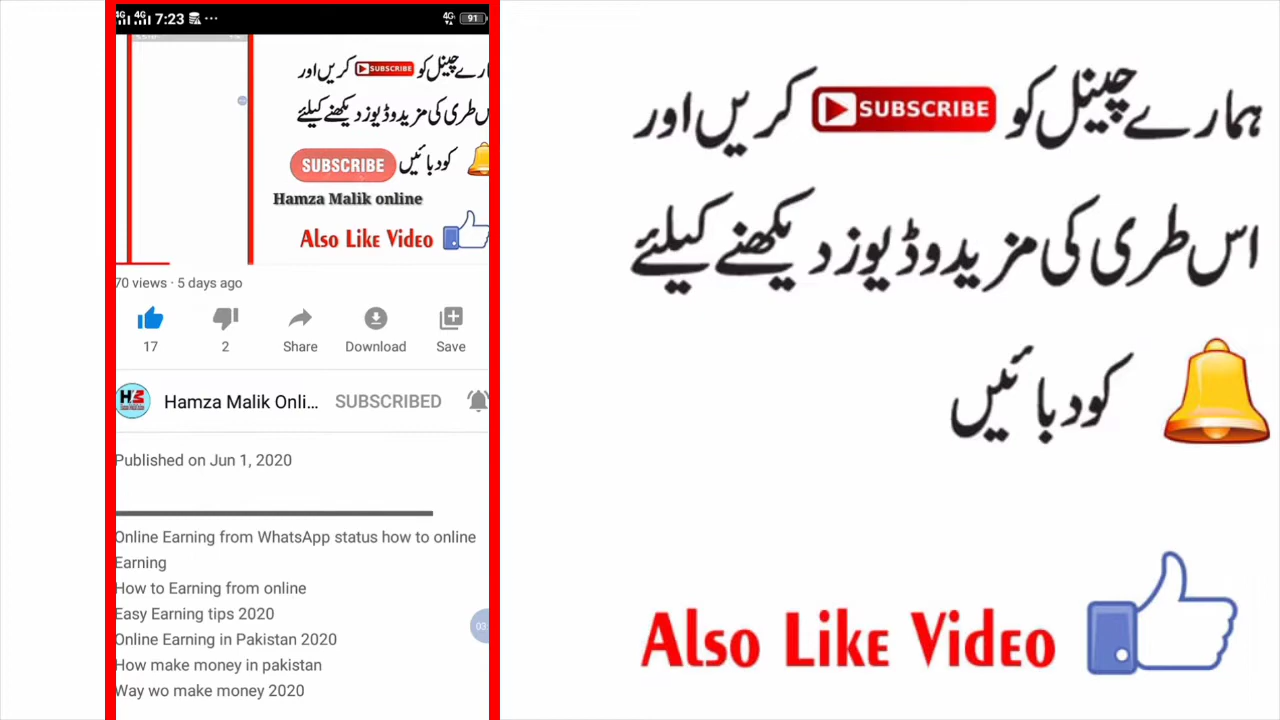 4G 4G 7:23 ... 4G 91
ہمارے چینل کو SUBSCRIBE کریں اور
اس طری کی مزید وڈیوز دیکھنے کیلئے
SUBSCRIBE کو دبائیں
Hamza Malik online
Also Like Video
70 views · 5 days ago
17 2 Share Download Save
Hamza Malik Onli... SUBSCRIBED
Published on Jun 1, 2020
Online Earning from WhatsApp status how to online
Earning
How to Earning from online
Easy Earning tips 2020
Online Earning in Pakistan 2020
How make money in pakistan
Way wo make money 2020
ہمارے چینل کو SUBSCRIBE کریں اور
اس طری کی مزید وڈیوز دیکھنے کیلئے
کو دبائیں
Also Like Video